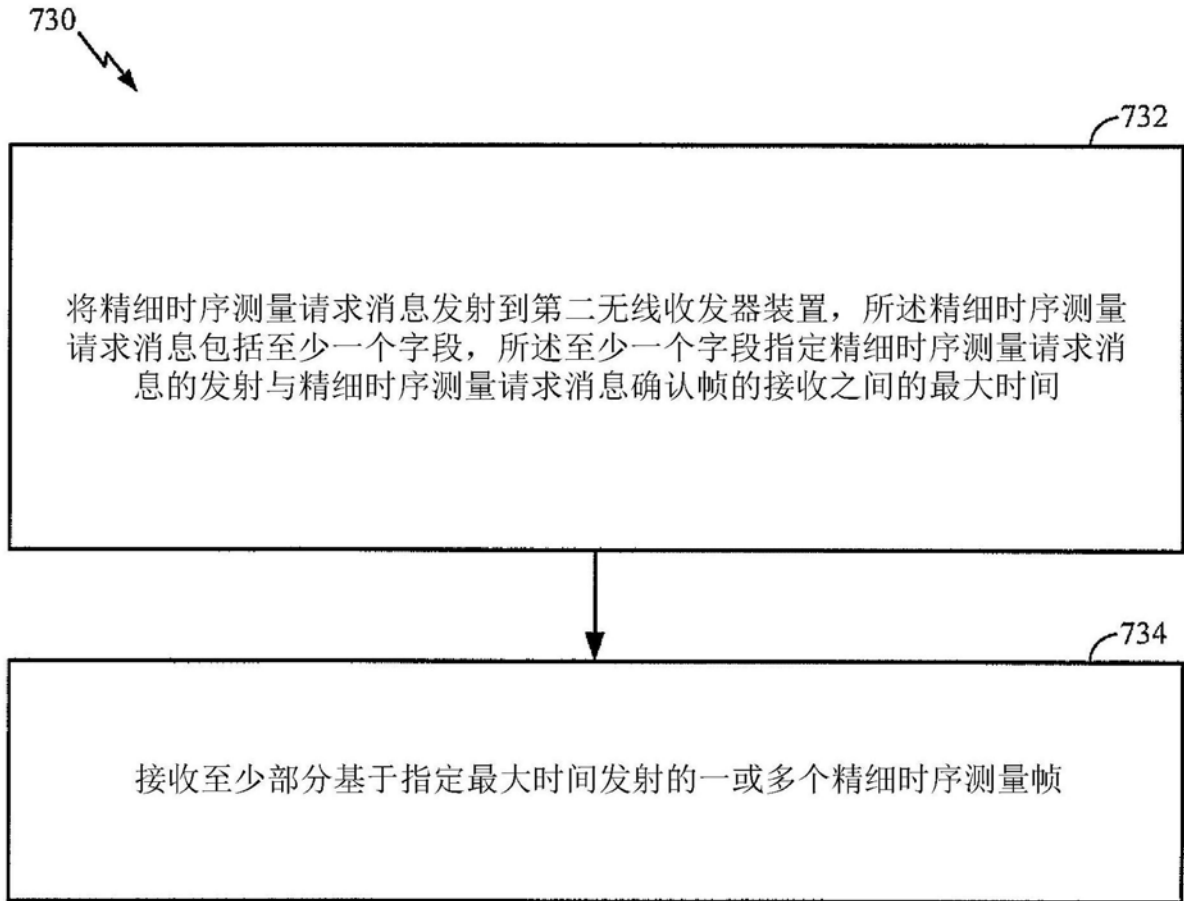 730
732
将精细时序测量请求消息发射到第二无线收发器装置，所述精细时序测量
请求消息包括至少一个字段，所述至少一个字段指定精细时序测量请求消
息的发射与精细时序测量请求消息确认帧的接收之间的最大时间
734
接收至少部分基于指定最大时间发射的一或多个精细时序测量帧